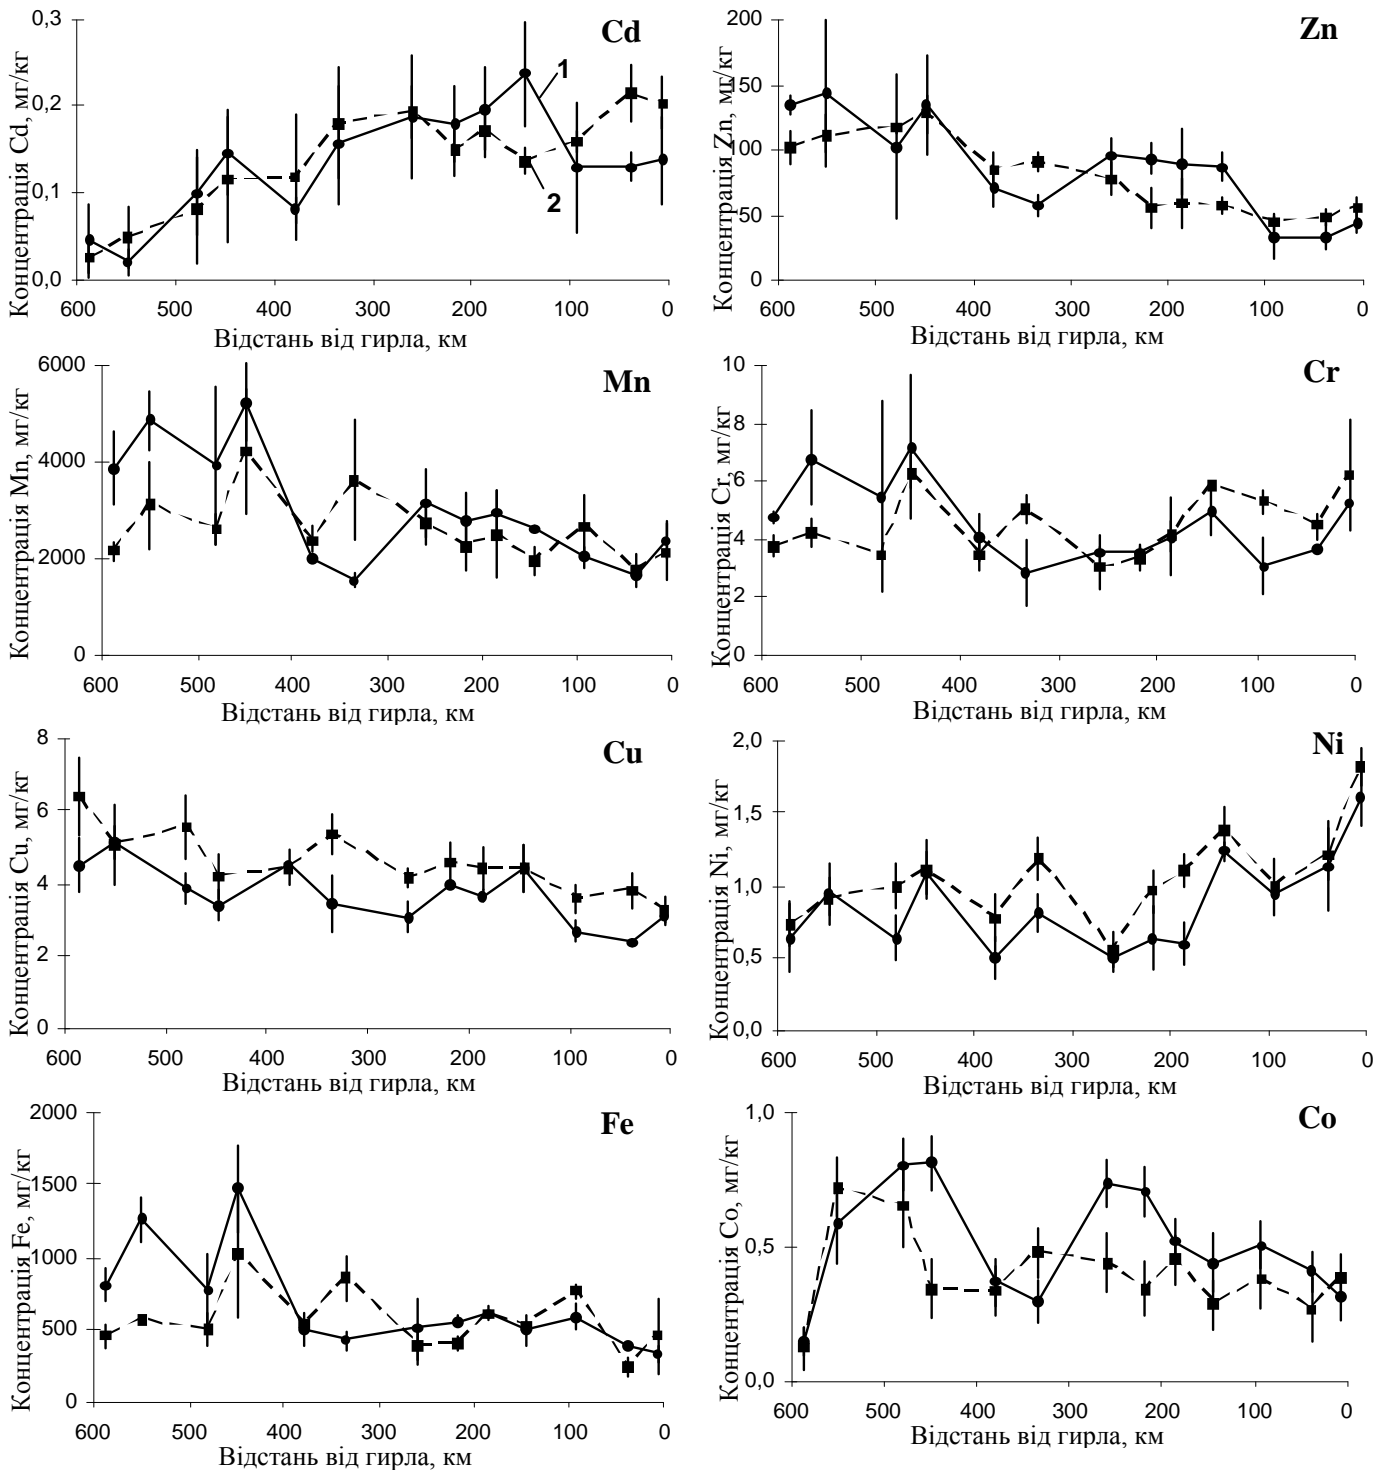 Cd
Концентрація Cd, мг/кг
0,3
0,2
0,1
0,0
1
2
600 500 400 300 200 100 0
Відстань від гирла, км
Zn
Концентрація Zn, мг/кг
200
150
100
50
0
600 500 400 300 200 100 0
Відстань від гирла, км
Mn
Концентрація Mn, мг/кг
6000
4000
2000
0
600 500 400 300 200 100 0
Відстань від гирла, км
Cr
Концентрація Cr, мг/кг
10
8
6
4
2
0
600 500 400 300 200 100 0
Відстань від гирла, км
Cu
Концентрація Cu, мг/кг
8
6
4
2
0
600 500 400 300 200 100 0
Відстань від гирла, км
Ni
Концентрація Ni, мг/кг
2,0
1,5
1,0
0,5
0,0
600 500 400 300 200 100 0
Відстань від гирла, км
Fe
Концентрація Fe, мг/кг
2000
1500
1000
500
0
600 500 400 300 200 100 0
Відстань від гирла, км
Co
Концентрація Co, мг/кг
1,0
0,5
0,0
600 500 400 300 200 100 0
Відстань від гирла, км